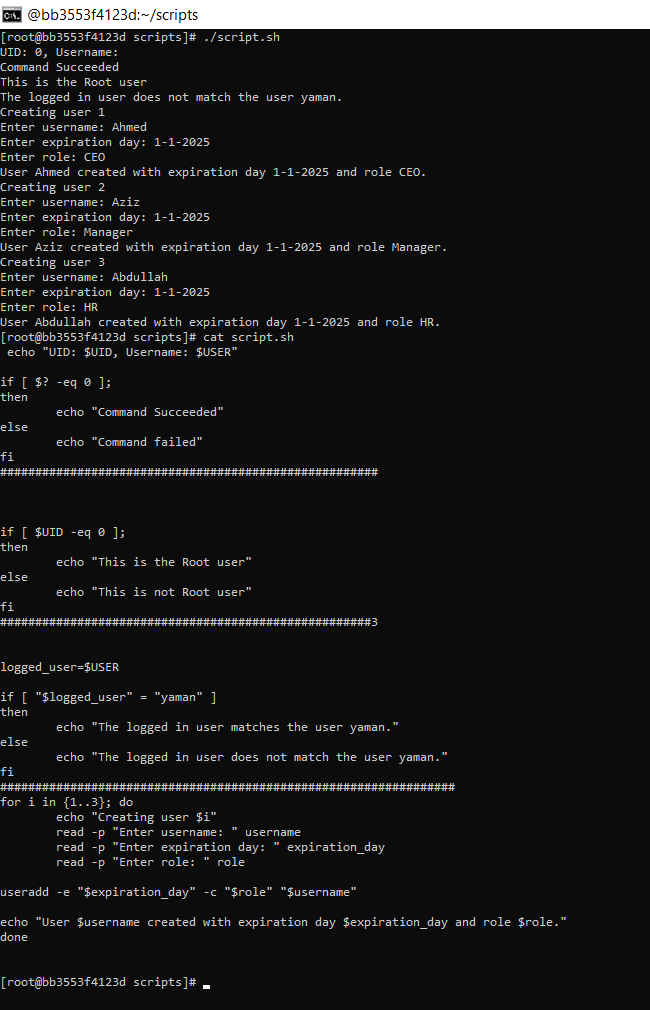 @bb3553f4123d:~/scripts
[root@bb3553f4123d scripts]# ./script.sh
UID: 0, Username:
Command Succeeded
This is the Root user
The logged in user does not match the user yaman.
Creating user 1
Enter username: Ahmed
Enter expiration day: 1-1-2025
Enter role: CEO
User Ahmed created with expiration day 1-1-2025 and role CEO.
Creating user 2
Enter username: Aziz
Enter expiration day: 1-1-2025
Enter role: Manager
User Aziz created with expiration day 1-1-2025 and role Manager.
Creating user 3
Enter username: Abdullah
Enter expiration day: 1-1-2025
Enter role: HR
User Abdullah created with expiration day 1-1-2025 and role HR.
[root@bb3553f4123d scripts]# cat script.sh
 echo "UID: $UID, Username: $USER"
if [ $? -eq 0 ];
then
        echo "Command Succeeded"
else
        echo "Command failed"
fi
######################################################
if [ $UID -eq 0 ];
then
        echo "This is the Root user"
else
        echo "This is not Root user"
fi
#####################################################3
logged_user=$USER
if [ "$logged_user" = "yaman" ]
then
        echo "The logged in user matches the user yaman."
else
        echo "The logged in user does not match the user yaman."
fi
#################################################################
for i in {1..3}; do
        echo "Creating user $i"
        read -p "Enter username: " username
        read -p "Enter expiration day: " expiration_day
        read -p "Enter role: " role
useradd -e "$expiration_day" -c "$role" "$username"
echo "User $username created with expiration day $expiration_day and role $role."
done
[root@bb3553f4123d scripts]#